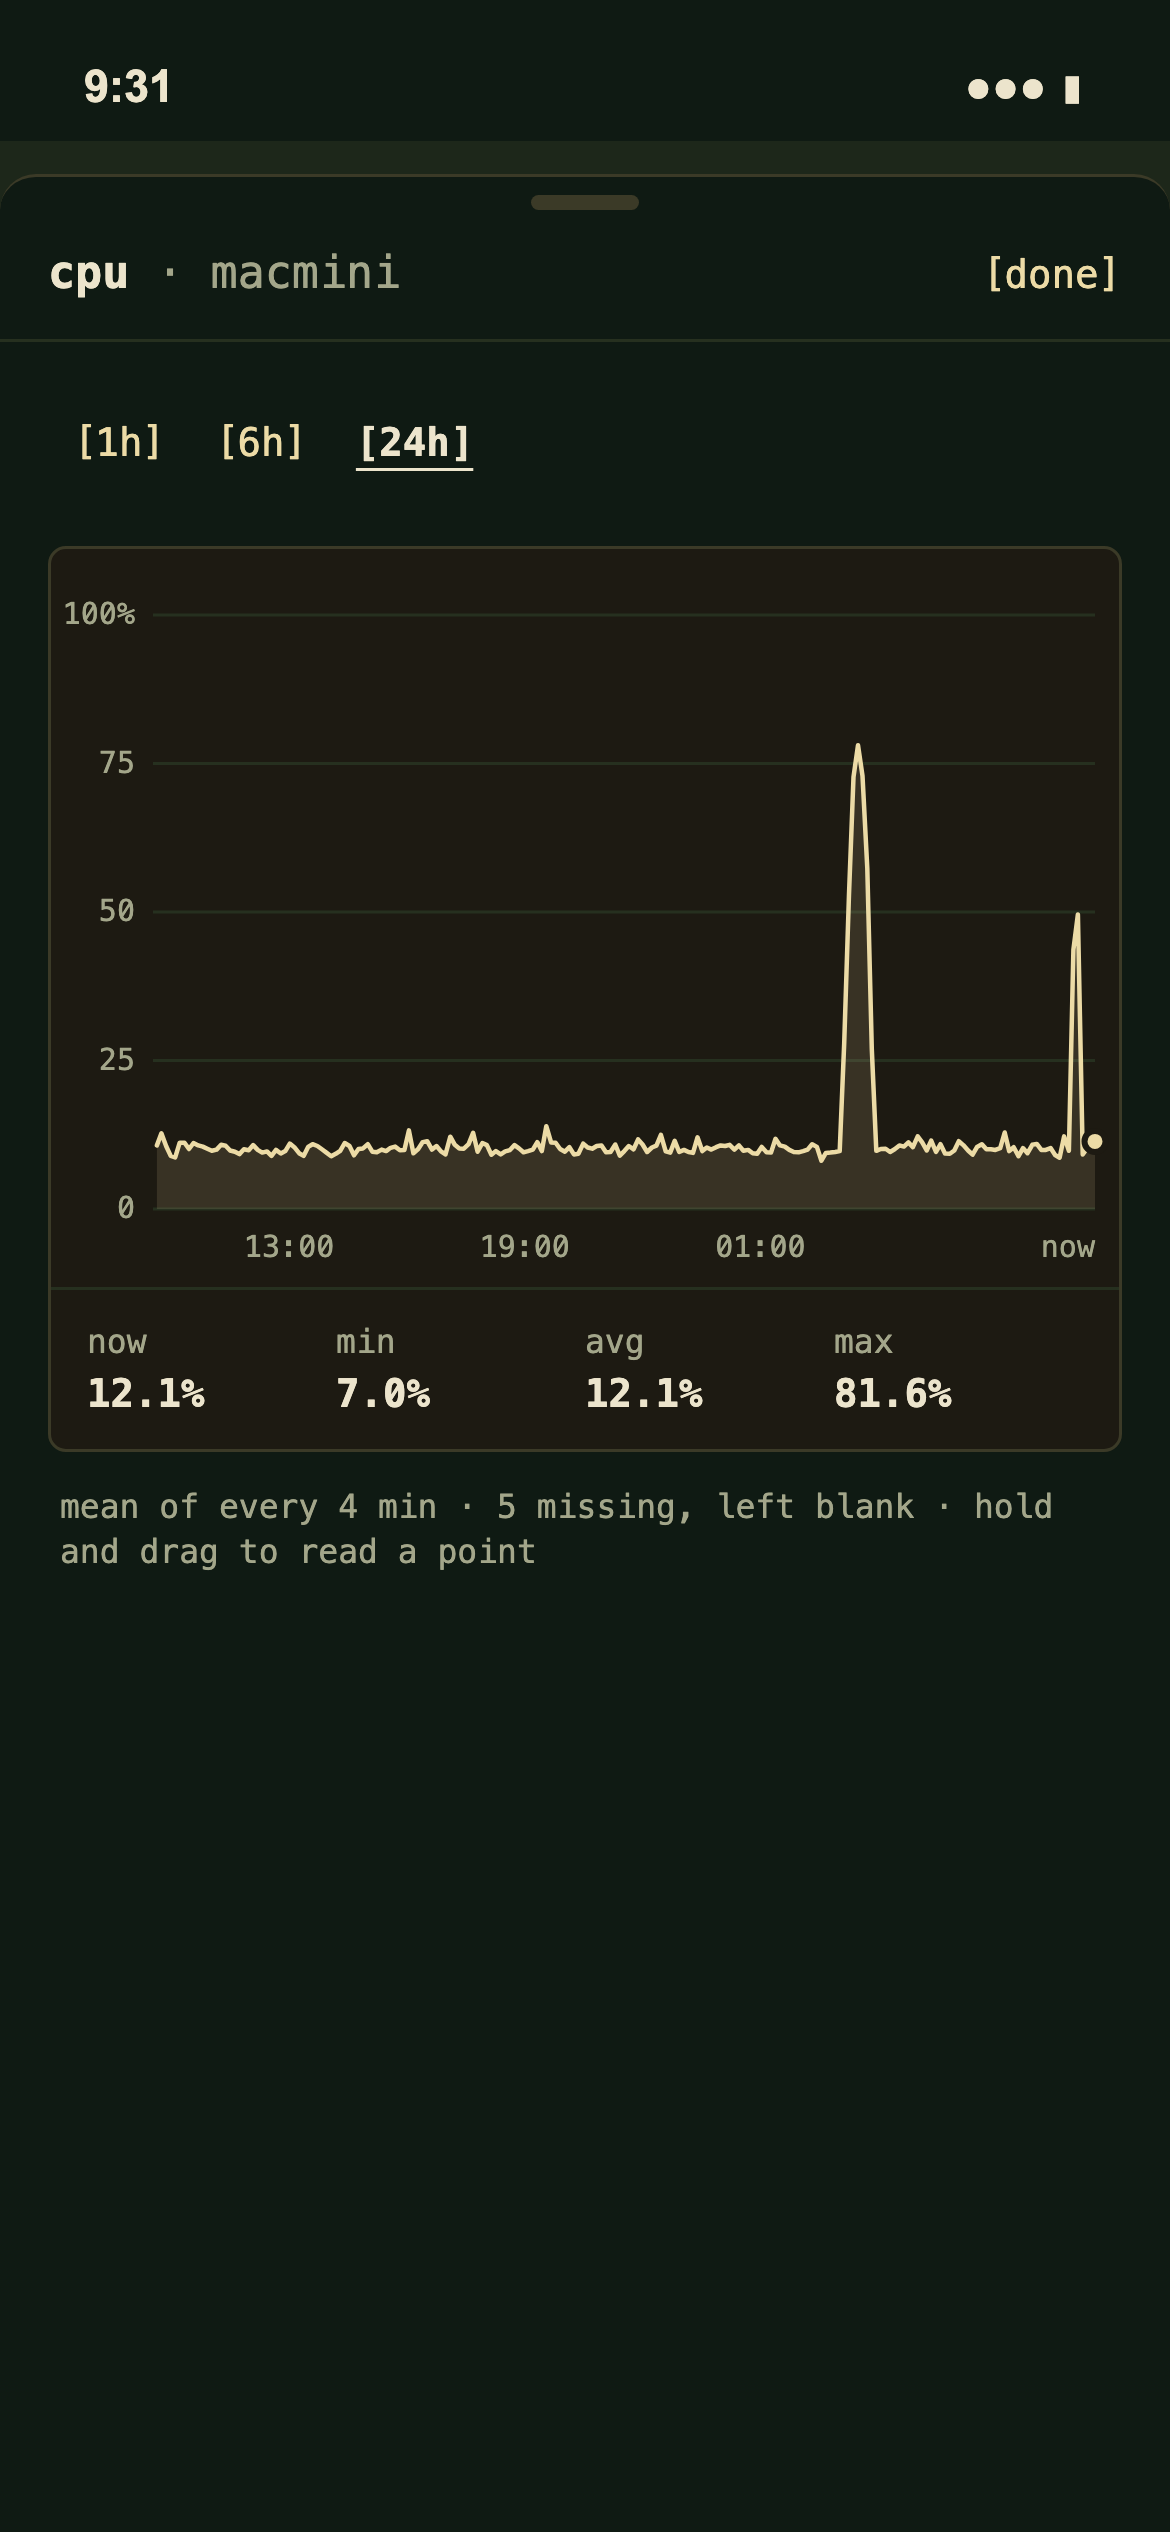 9:31
cpu · macmini
[done]
[1h] [6h] [24h]
100%
75
50
25
0
13:00 19:00 01:00 now
now min avg max
12.1% 7.0% 12.1% 81.6%
mean of every 4 min · 5 missing, left blank · hold
and drag to read a point